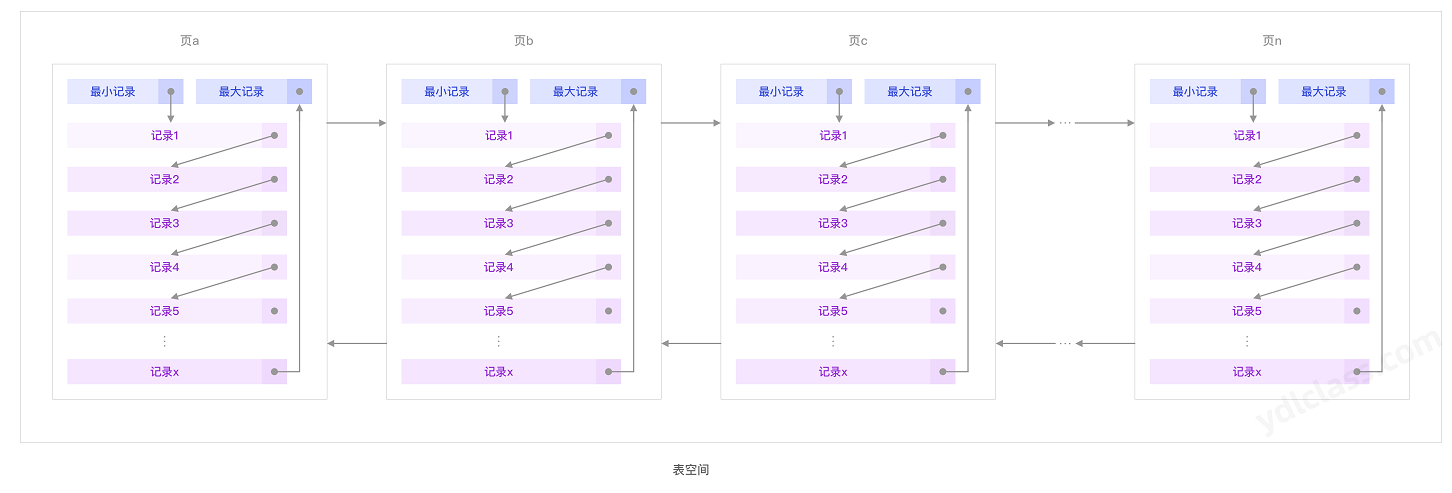 页a
页b
页c
页n
最小记录 最大记录
记录1
记录2
记录3
记录4
记录5
⋮
记录x
最小记录 最大记录
记录1
记录2
记录3
记录4
记录5
⋮
记录x
最小记录 最大记录
记录1
记录2
记录3
记录4
记录5
⋮
记录x
…
…
最小记录 最大记录
记录1
记录2
记录3
记录4
记录5
⋮
记录x
ydlclass.com
表空间